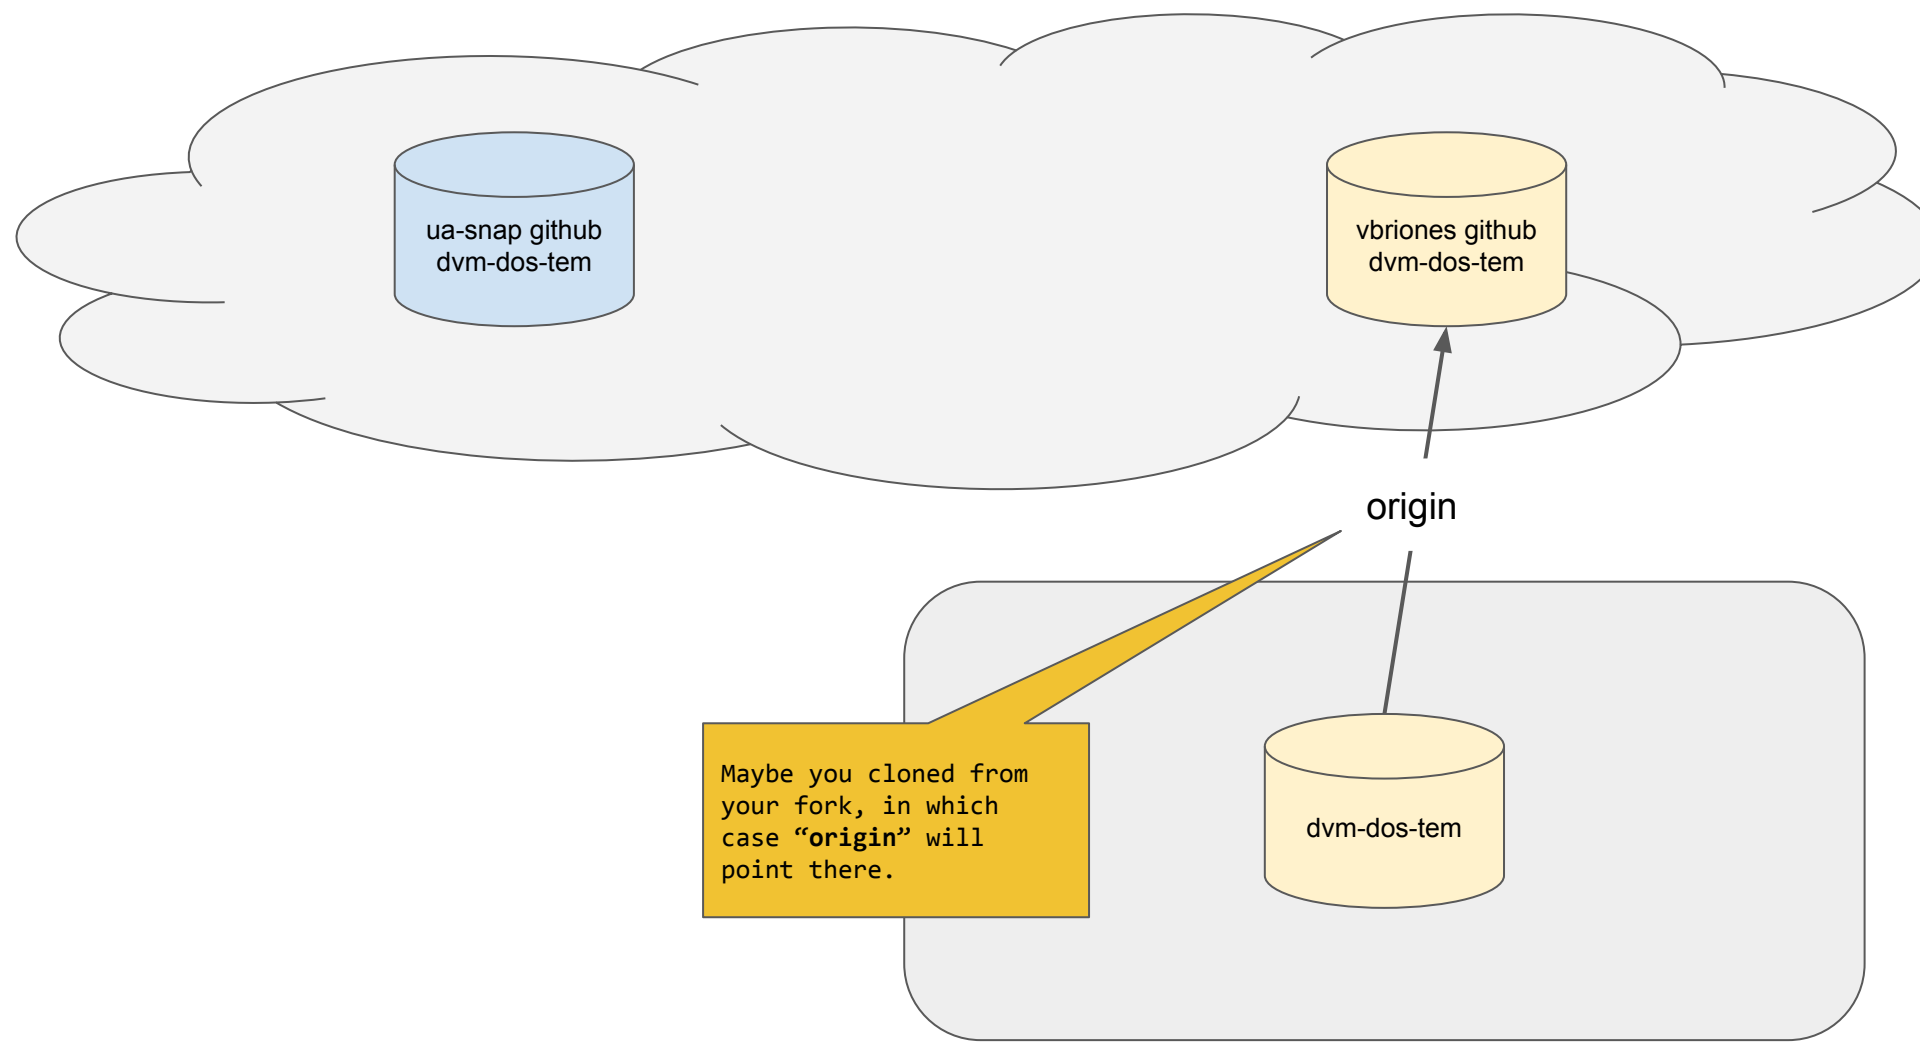 ua-snap github
dvm-dos-tem
vbriones github
dvm-dos-tem
origin
Maybe you cloned from
your fork, in which
case “origin” will
point there.
dvm-dos-tem